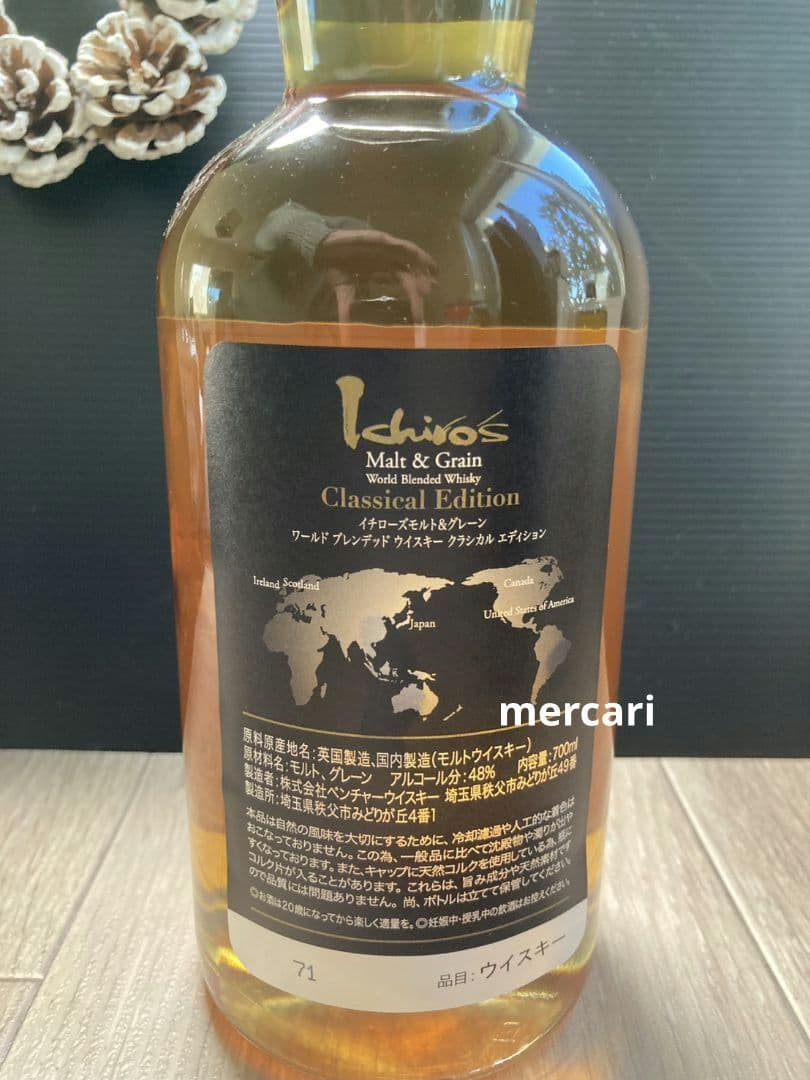 Ichiro's
Malt & Grain
World Blended Whisky
Classical Edition
イチローズモルト&グレーン
ワールド ブレンデッド ウイスキー クラシカル エディション
Ireland Scotland
Canada
United States of America
Japan
mercari
原料原産地名：英国製造、国内製造（モルトウイスキー）
原材料名：モルト、グレーン アルコール分：48% 内容量：700ml
製造者：株式会社ベンチャーウイスキー 埼玉県秩父市みどりが丘49番
製造所：埼玉県秩父市みどりが丘4番1
本品は自然の風味を大切にするために、冷却濾過や人工的な着色は
おこなっておりません。この為、一般品に比べて沈殿物や濁りが出や
すくなっております。また、キャップに天然コルクを使用している為、瓶に
コルク片が入ることがあります。これらは、旨み成分や天然素材です
ので品質には問題ありません。尚、ボトルは立てて保管してください。
◎お酒は20歳になってから楽しく適量を。◎妊娠中・授乳中の飲酒はお控えください。
71
品目：ウイスキー